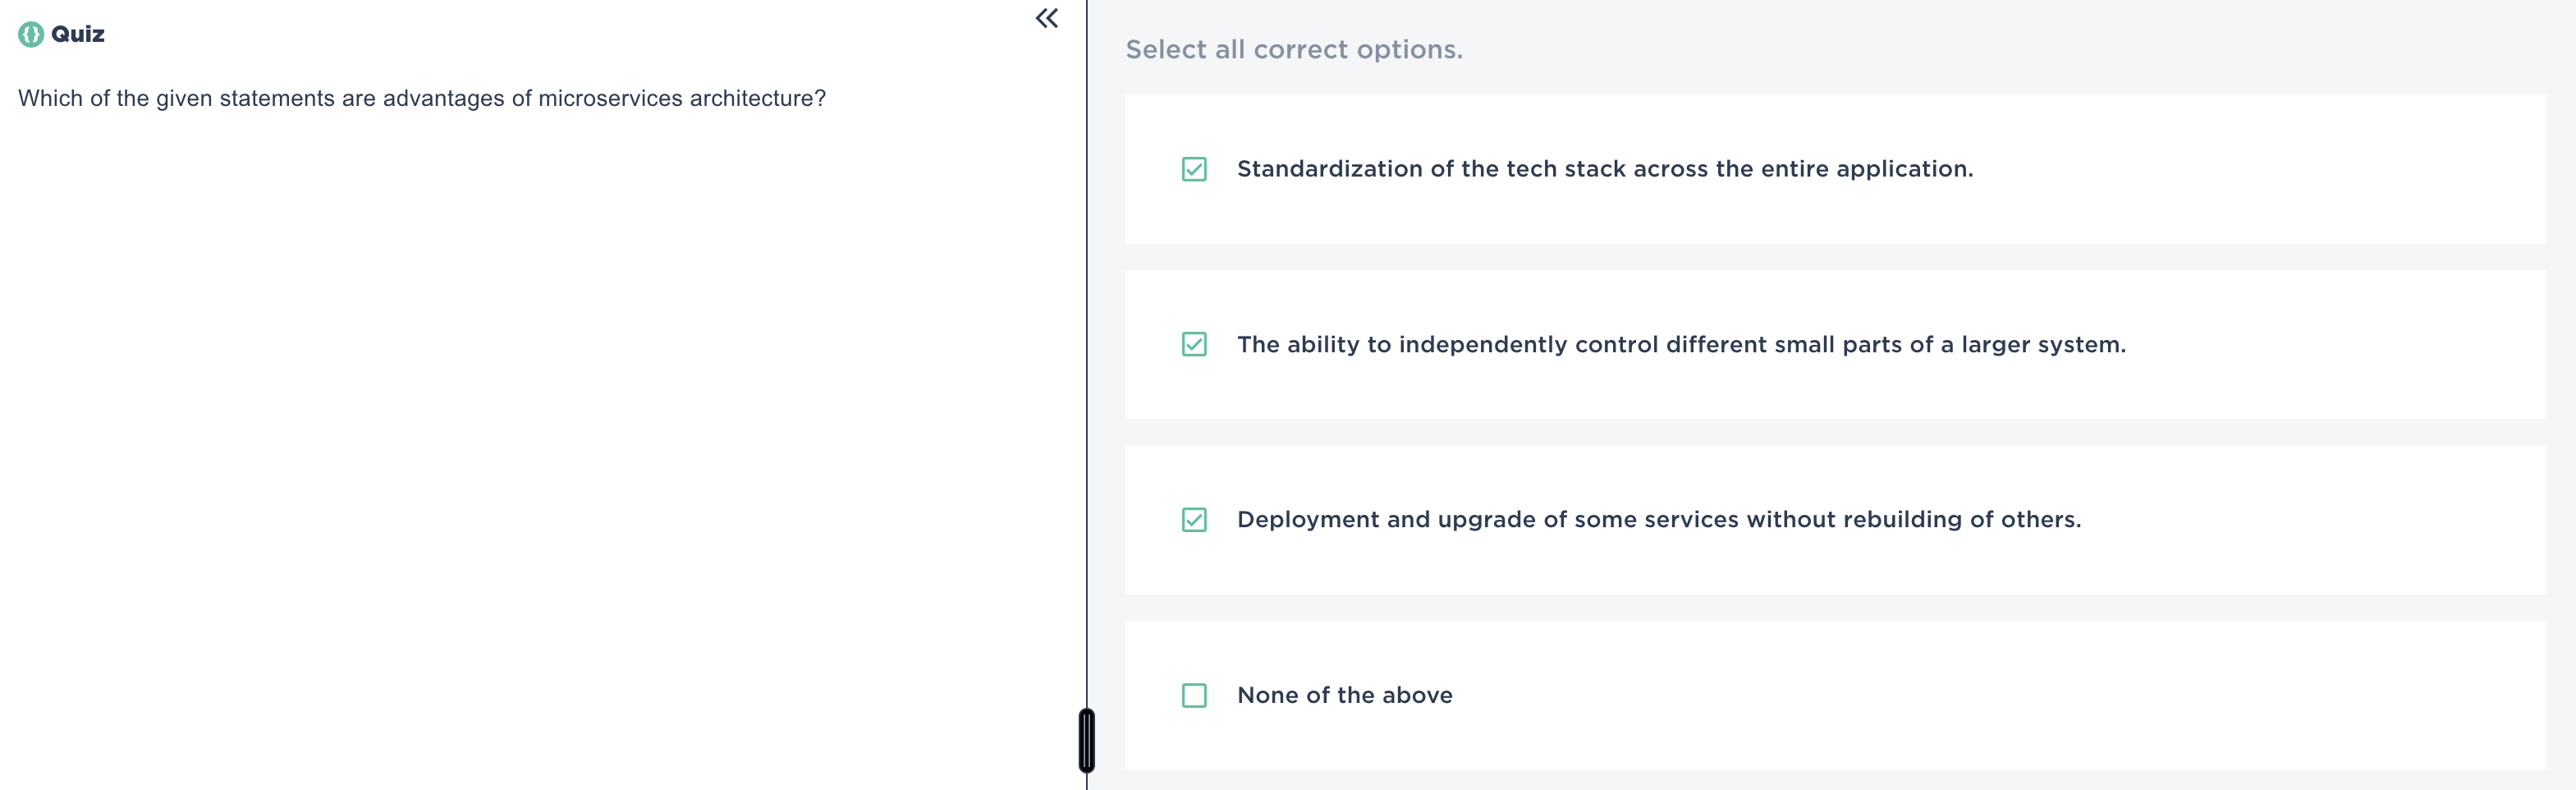 Quiz
Which of the given statements are advantages of microservices architecture?
Select all correct options.
Standardization of the tech stack across the entire application.
The ability to independently control different small parts of a larger system.
Deployment and upgrade of some services without rebuilding of others.
None of the above